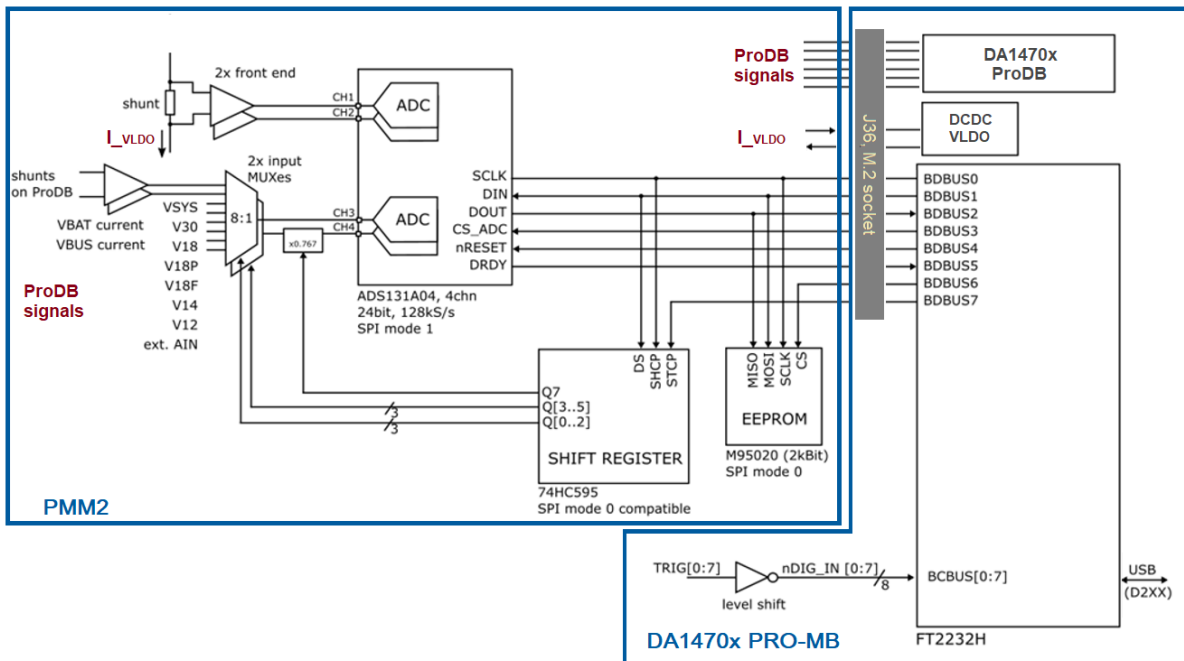 2x front end
shunt
CH1
CH2
ADC
I_VLDO
shunts
on ProDB
2x input
MUXes
8:1
VBAT current
VBUS current
VSYS
V30
V18
V18P
V18F
V14
V12
ext. AIN
ProDB
signals
CH3
CH4
x0.767
ADC
SCLK
DIN
DOUT
CS_ADC
nRESET
DRDY
ADS131A04, 4chn
24bit, 128kS/s
SPI mode 1
Q7
Q[3..5]
Q[0..2]
3
3
DS
SHCP
STCP
SHIFT REGISTER
74HC595
SPI mode 0 compatible
MISO
MOSI
SCLK
CS
EEPROM
M95020 (2kBit)
SPI mode 0
PMM2
ProDB
signals
I_VLDO
J36, M.2 socket
DA1470x
ProDB
DCDC
VLDO
BDBUS0
BDBUS1
BDBUS2
BDBUS3
BDBUS4
BDBUS5
BDBUS6
BDBUS7
TRIG[0:7]
level shift
nDIG_IN [0:7]
8
BCBUS[0:7]
USB
(D2XX)
FT2232H
DA1470x PRO-MB